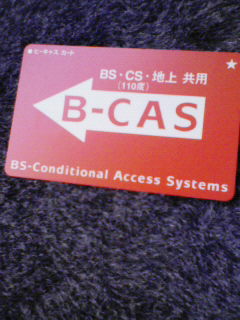 ■ ビーキャス カード
★
BS・CS・地上 共用
(110度)
B-CAS
BS-Conditional Access Systems